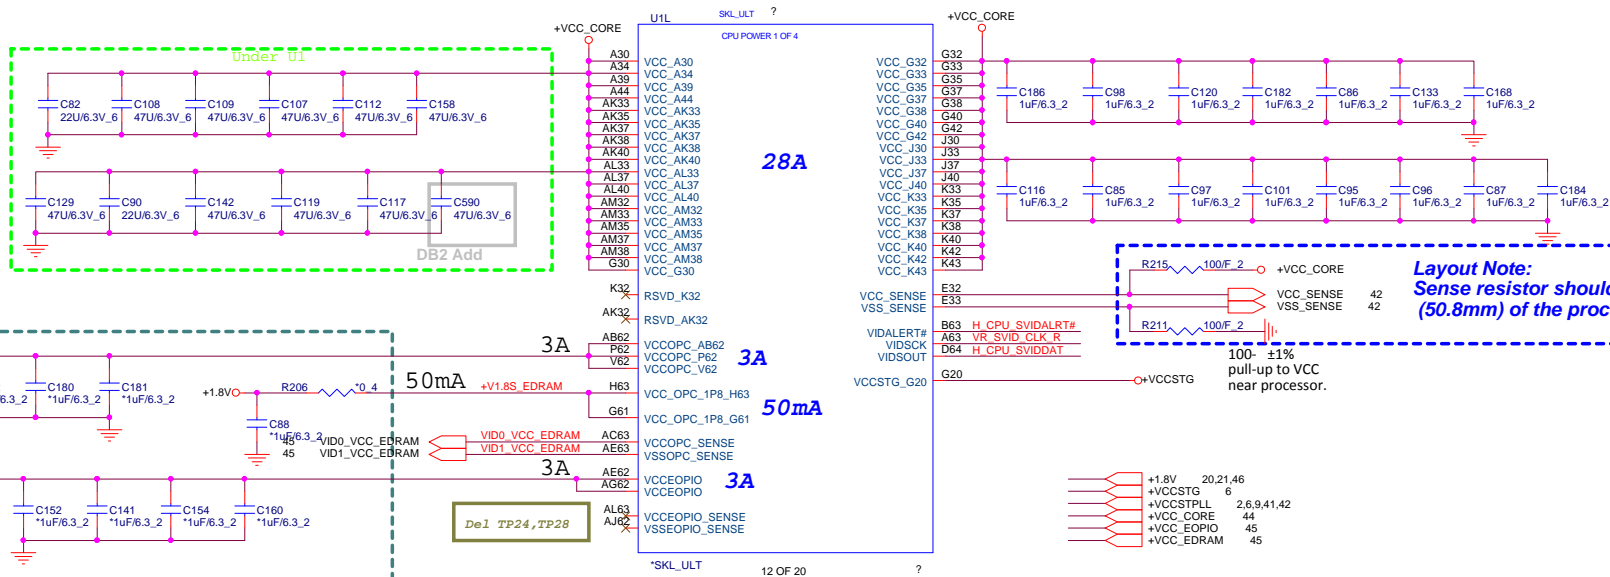 U1L
SKL_ULT
?
CPU POWER 1 OF 4
+VCC_CORE
+VCC_CORE
Under U1
C82
22U/6.3V_6
C108
47U/6.3V_6
C109
47U/6.3V_6
C107
47U/6.3V_6
C112
47U/6.3V_6
C158
47U/6.3V_6
C129
47U/6.3V_6
C90
22U/6.3V_6
C142
47U/6.3V_6
C119
47U/6.3V_6
C117
47U/6.3V_6
C590
47U/6.3V_6
DB2 Add
A30 VCC_A30
A34 VCC_A34
A39 VCC_A39
A44 VCC_A44
AK33 VCC_AK33
AK35 VCC_AK35
AK37 VCC_AK37
AK38 VCC_AK38
AK40 VCC_AK40
AL33 VCC_AL33
AL37 VCC_AL37
AL40 VCC_AL40
AM32 VCC_AM32
AM33 VCC_AM33
AM35 VCC_AM35
AM37 VCC_AM37
AM38 VCC_AM38
G30 VCC_G30
K32 RSVD_K32
AK32 RSVD_AK32
AB62 VCCOPC_AB62
P62 VCCOPC_P62
V62 VCCOPC_V62
H63 VCC_OPC_1P8_H63
G61 VCC_OPC_1P8_G61
AC63 VCCOPC_SENSE
AE63 VSSOPC_SENSE
AE62 VCCEOPIO
AG62 VCCEOPIO
AL63 VCCEOPIO_SENSE
AJ62 VSSEOPIO_SENSE
28A
3A
50mA
3A
VCC_G32 G32
VCC_G33 G33
VCC_G35 G35
VCC_G37 G37
VCC_G38 G38
VCC_G40 G40
VCC_G42 G42
VCC_J30 J30
VCC_J33 J33
VCC_J37 J37
VCC_J40 J40
VCC_K33 K33
VCC_K35 K35
VCC_K37 K37
VCC_K38 K38
VCC_K40 K40
VCC_K42 K42
VCC_K43 K43
VCC_SENSE E32
VSS_SENSE E33
VIDALERT# B63 H_CPU_SVIDALRT#
VIDSCK A63 VR_SVID_CLK_R
VIDSOUT D64 H_CPU_SVIDDAT
VCCSTG_G20 G20
+VCCSTG
C186
1uF/6.3_2
C98
1uF/6.3_2
C120
1uF/6.3_2
C182
1uF/6.3_2
C86
1uF/6.3_2
C133
1uF/6.3_2
C168
1uF/6.3_2
C116
1uF/6.3_2
C85
1uF/6.3_2
C97
1uF/6.3_2
C101
1uF/6.3_2
C95
1uF/6.3_2
C96
1uF/6.3_2
C87
1uF/6.3_2
C184
1uF/6.3_2
R215 100/F_2 +VCC_CORE
VCC_SENSE 42
VSS_SENSE 42
R211 100/F_2
Layout Note:
Sense resistor should
(50.8mm) of the proc
100- ±1%
pull-up to VCC
near processor.
3A
50mA
3A
6.3_2
C180
*1uF/6.3_2
C181
*1uF/6.3_2
+1.8V
R206 *0_4
+V1.8S_EDRAM
C88
*1uF/6.3_2
45 VID0_VCC_EDRAM VID0_VCC_EDRAM
45 VID1_VCC_EDRAM VID1_VCC_EDRAM
C152
*1uF/6.3_2
C141
*1uF/6.3_2
C154
*1uF/6.3_2
C160
*1uF/6.3_2
Del TP24,TP28
+1.8V 20,21,46
+VCCSTG 6
+VCCSTPLL 2,6,9,41,42
+VCC_CORE 44
+VCC_EOPIO 45
+VCC_EDRAM 45
*SKL_ULT
12 OF 20
?